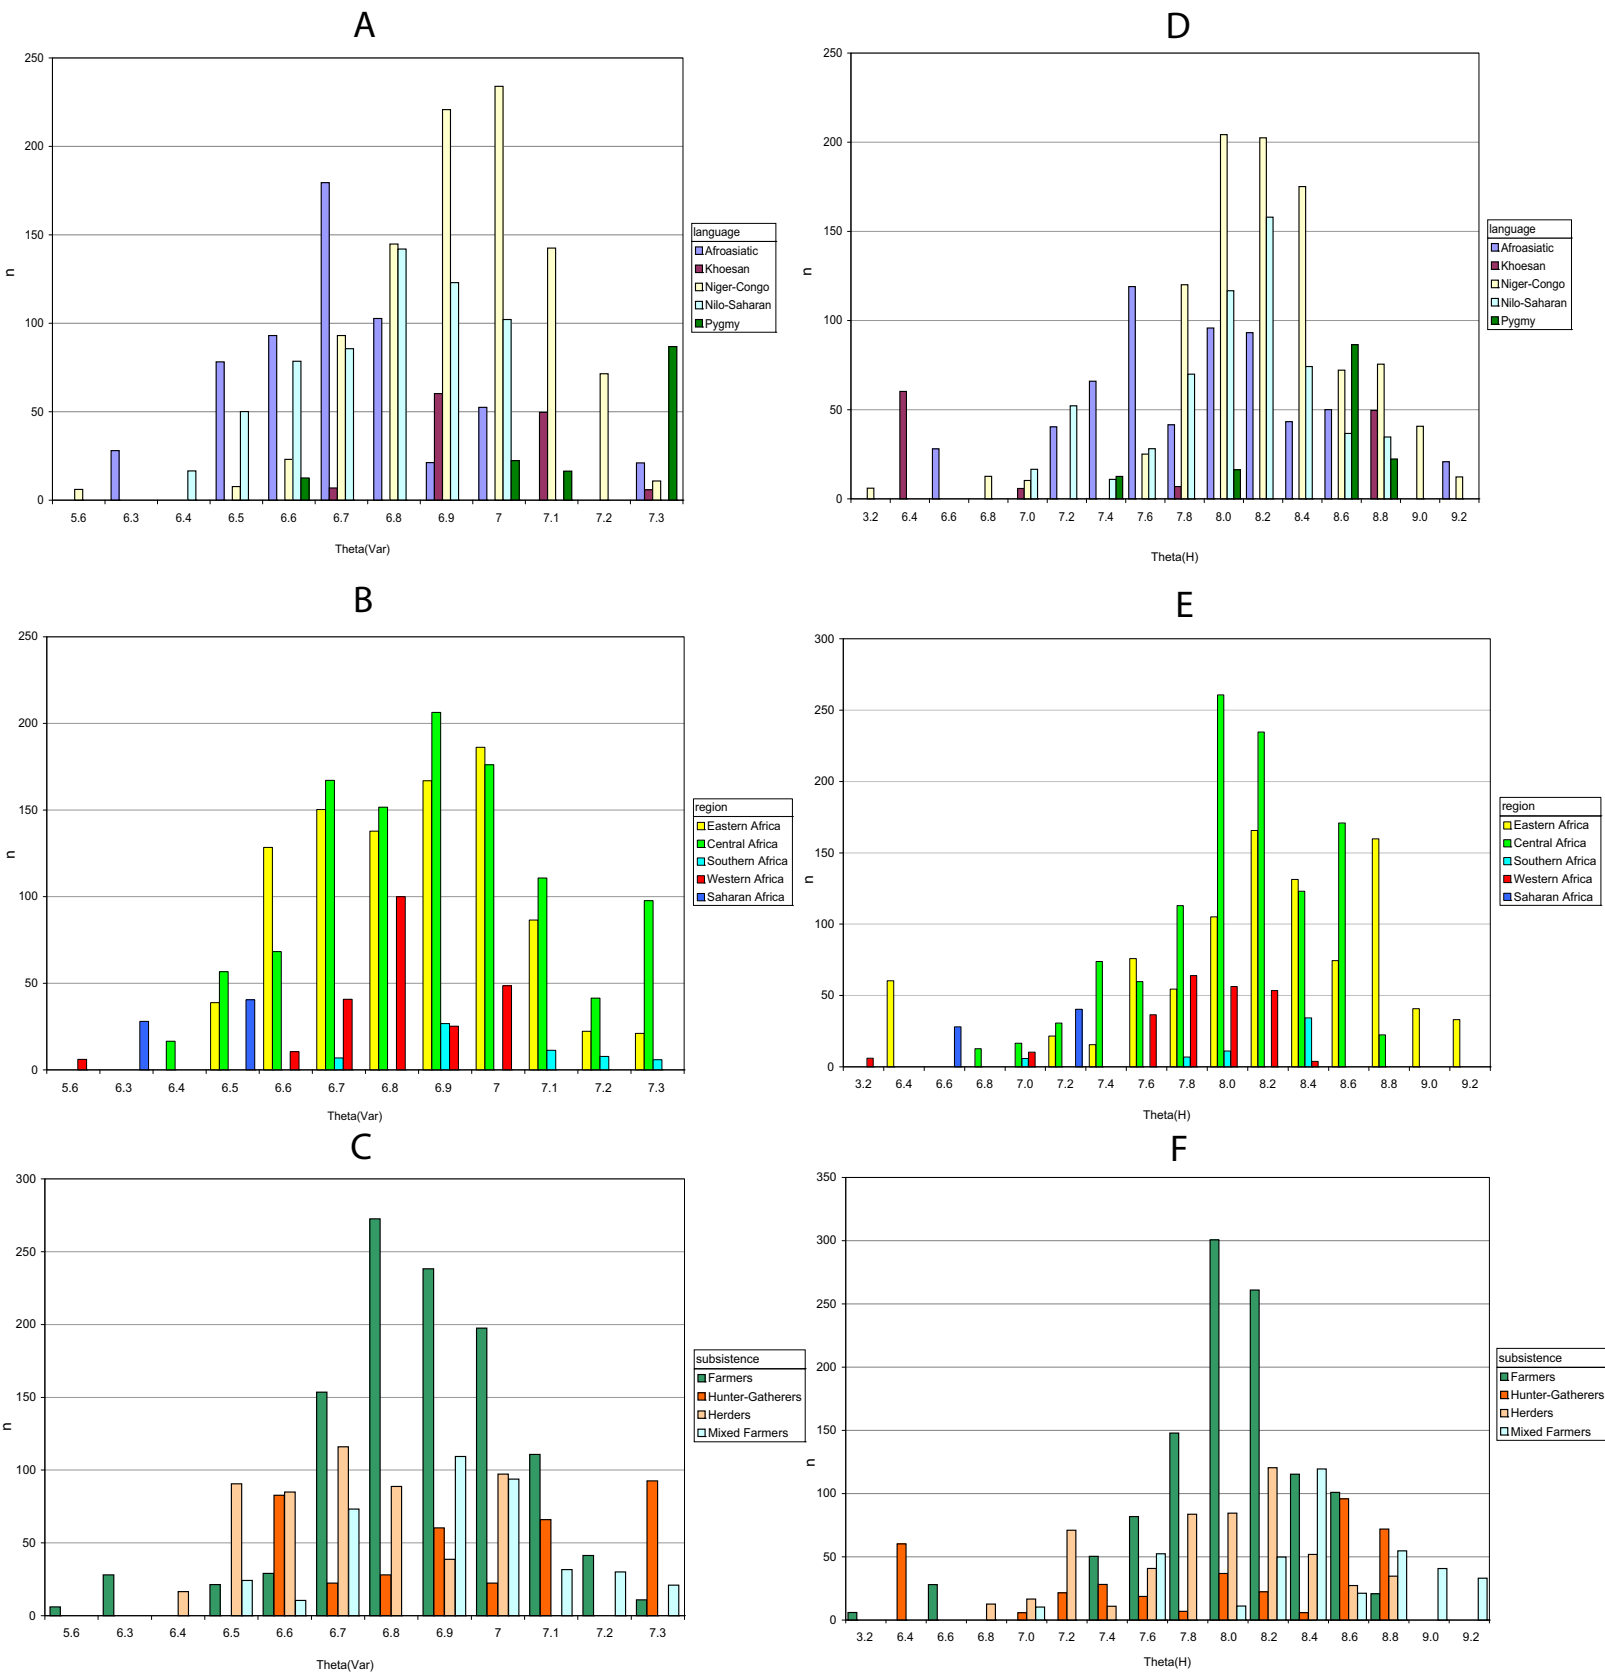 A
250
200
150
100
50
0
n
5.6 6.3 6.4 6.5 6.6 6.7 6.8 6.9 7 7.1 7.2 7.3
Theta(Var)
language
Afroasiatic
Khoesan
Niger-Congo
Nilo-Saharan
Pygmy
D
250
200
150
100
50
0
n
3.2 6.4 6.6 6.8 7.0 7.2 7.4 7.6 7.8 8.0 8.2 8.4 8.6 8.8 9.0 9.2
Theta(H)
language
Afroasiatic
Khoesan
Niger-Congo
Nilo-Saharan
Pygmy
B
250
200
150
100
50
0
n
5.6 6.3 6.4 6.5 6.6 6.7 6.8 6.9 7 7.1 7.2 7.3
Theta(Var)
region
Eastern Africa
Central Africa
Southern Africa
Western Africa
Saharan Africa
E
300
250
200
150
100
50
0
n
3.2 6.4 6.6 6.8 7.0 7.2 7.4 7.6 7.8 8.0 8.2 8.4 8.6 8.8 9.0 9.2
Theta(H)
region
Eastern Africa
Central Africa
Southern Africa
Western Africa
Saharan Africa
C
300
250
200
150
100
50
0
n
5.6 6.3 6.4 6.5 6.6 6.7 6.8 6.9 7 7.1 7.2 7.3
Theta(Var)
subsistence
Farmers
Hunter-Gatherers
Herders
Mixed Farmers
F
350
300
250
200
150
100
50
0
n
3.2 6.4 6.6 6.8 7.0 7.2 7.4 7.6 7.8 8.0 8.2 8.4 8.6 8.8 9.0 9.2
Theta(H)
subsistence
Farmers
Hunter-Gatherers
Herders
Mixed Farmers